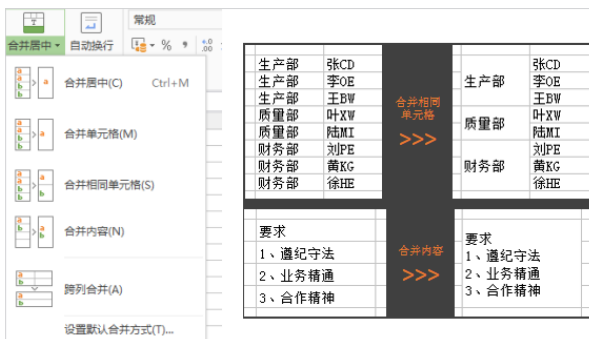 常规
合并居中 自动换行 % ,
合并居中(C) Ctrl+M
合并单元格(M)
合并相同单元格(S)
合并内容(N)
跨列合并(A)
设置默认合并方式(T)...
生产部 张CD
生产部 李OE
生产部 王BW
质量部 叶XW
质量部 陆MI
财务部 刘PE
财务部 黄KG
财务部 徐HE
合并相同
单元格
>>>
张CD
生产部 李OE
王BW
质量部 叶XW
陆MI
刘PE
财务部 黄KG
徐HE
要求
1、遵纪守法
2、业务精通
3、合作精神
合并内容
>>>
要求
1、遵纪守法
2、业务精通
3、合作精神